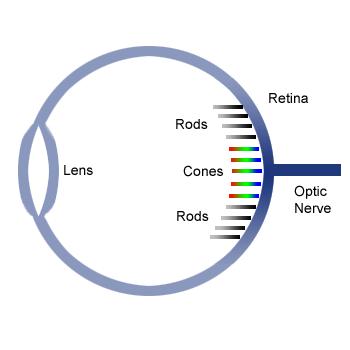 Retina
Rods
Lens
Cones
Optic
Nerve
Rods